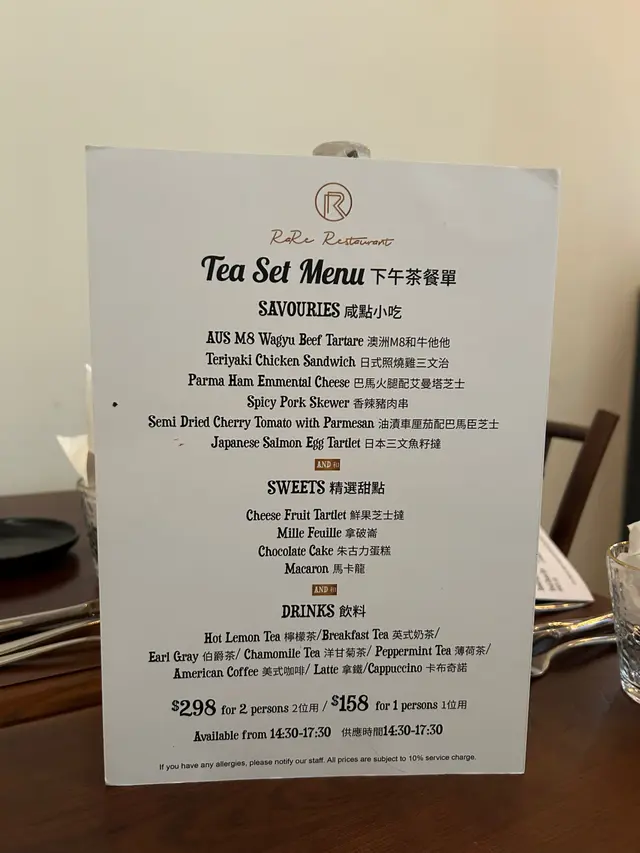 R
RaRe Restaurant
Tea Set Menu 下午茶餐單
SAVOURIES 咸點小吃
AUS M8 Wagyu Beef Tartare 澳洲M8和牛他他
Teriyaki Chicken Sandwich 日式照燒雞三文治
Parma Ham Emmental Cheese 巴馬火腿配艾曼塔芝士
Spicy Pork Skewer 香辣豬肉串
Semi Dried Cherry Tomato with Parmesan 油漬車厘茄配巴馬臣芝士
Japanese Salmon Egg Tartlet 日本三文魚籽撻
AND 和
SWEETS 精選甜點
Cheese Fruit Tartlet 鮮果芝士撻
Mille Feuille 拿破崙
Chocolate Cake 朱古力蛋糕
Macaron 馬卡龍
AND 和
DRINKS 飲料
Hot Lemon Tea 檸檬茶/Breakfast Tea 英式奶茶/
Earl Gray 伯爵茶/ Chamomile Tea 洋甘菊茶/ Peppermint Tea 薄荷茶/
American Coffee 美式咖啡/ Latte 拿鐵/Cappuccino 卡布奇諾
$298 for 2 persons 2位用 / $158 for 1 persons 1位用
Available from 14:30-17:30 供應時間14:30-17:30
If you have any allergies, please notify our staff. All prices are subject to 10% service charge.